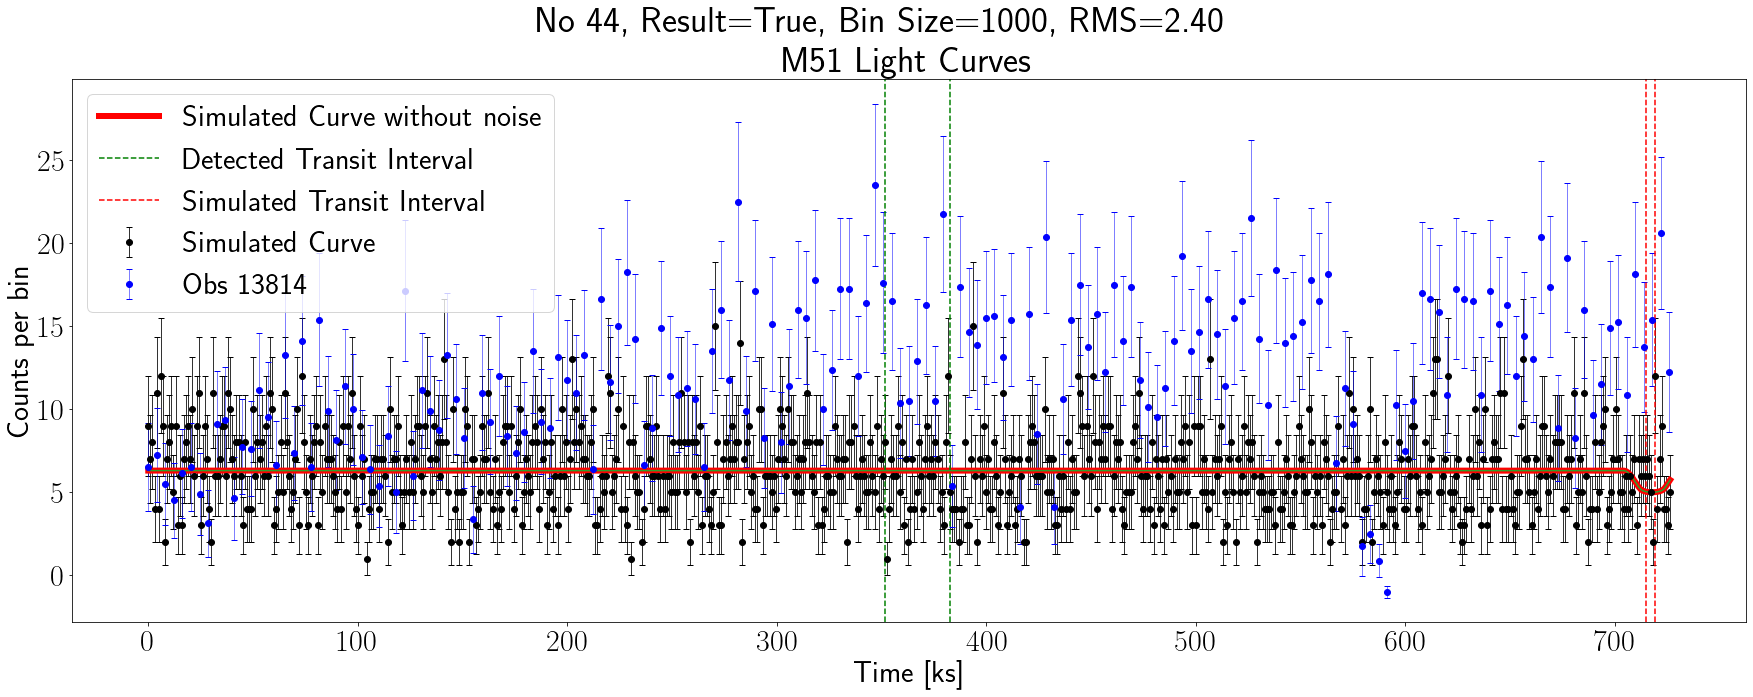 No 44, Result=True, Bin Size=1000, RMS=2.40
M51 Light Curves
Simulated Curve without noise
Detected Transit Interval
Simulated Transit Interval
Simulated Curve
Obs 13814
Counts per bin
25
20
15
10
5
0
0 100 200 300 400 500 600 700
Time [ks]